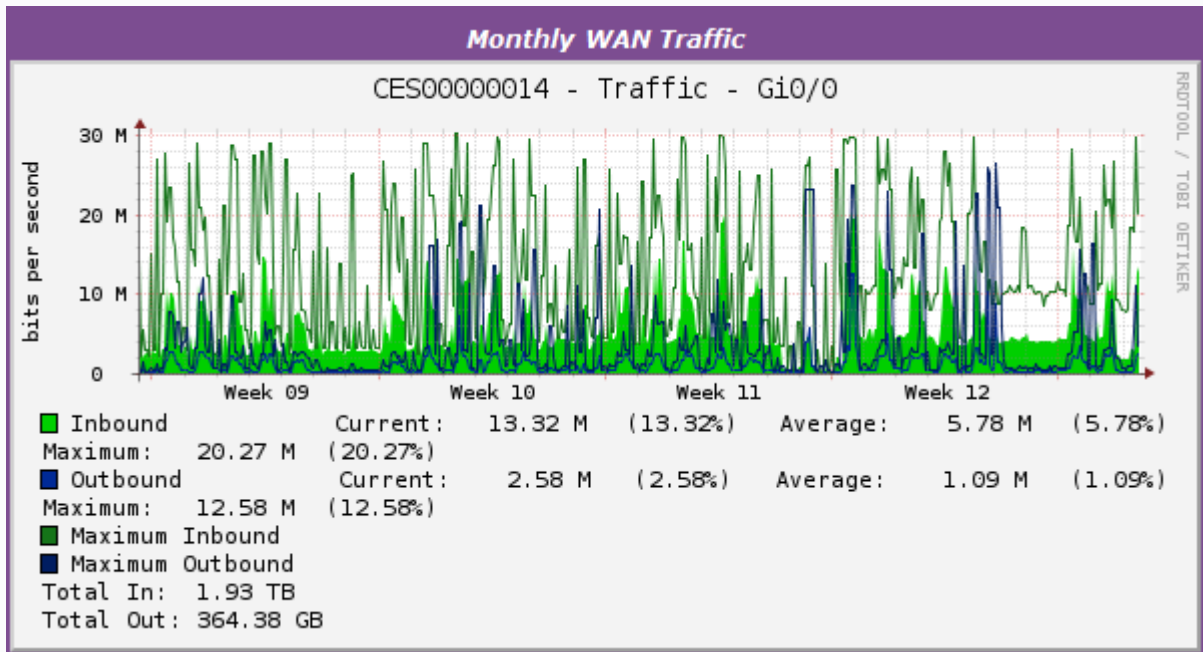 Monthly WAN Traffic
CES00000014 - Traffic - Gi0/0
RRDTOOL / TOBI OETIKER
bits per second
30 M
20 M
10 M
0
Week 09 Week 10 Week 11 Week 12
Inbound Current: 13.32 M (13.32%) Average: 5.78 M (5.78%)
Maximum: 20.27 M (20.27%)
Outbound Current: 2.58 M (2.58%) Average: 1.09 M (1.09%)
Maximum: 12.58 M (12.58%)
Maximum Inbound
Maximum Outbound
Total In: 1.93 TB
Total Out: 364.38 GB